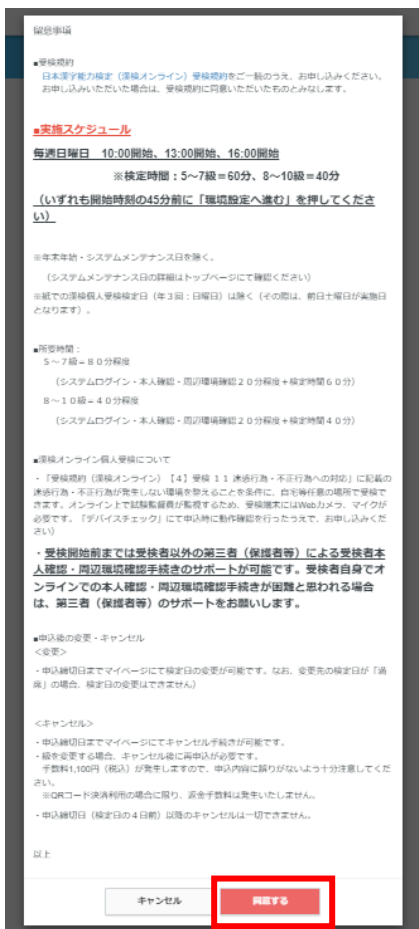 留意事項
■受検規約
日本漢字能力検定（漢検オンライン）受検規約をご一読のうえ、お申し込みください。
お申し込みいただいた場合は、受検規約に同意いただいたものとみなします。
■実施スケジュール
毎週日曜日　10:00開始、13:00開始、16:00開始
※検定時間：5～7級＝60分、8～10級＝40分
（いずれも開始時刻の45分前に「環境設定へ進む」を押してくださ
い）
※年末年始・システムメンテナンス日を除く。
（システムメンテナンス日の詳細はトップページにて確認ください）
※紙での漢検個人受検検定日（年３回：日曜日）は除く（その際は、前日土曜日が実施日
となります）。
■所要時間：
５～７級＝８０分程度
（システムログイン・本人確認・周辺環境確認２０分程度＋検定時間６０分）
８～１０級＝４０分程度
（システムログイン・本人確認・周辺環境確認２０分程度＋検定時間４０分）
■漢検オンライン個人受検について
・「受検規約（漢検オンライン）【4】受検 １１ 迷惑行為・不正行為への対応」に記載の
迷惑行為・不正行為が発生しない環境を整えることを条件に、自宅等任意の場所で受検で
きます。オンライン上で試験監督員が監視するため、受検端末にはWebカメラ、マイクが
必要です。「デバイスチェック」にて申込時に動作確認を行ったうえで、お申し込みくだ
さい）
・受検開始前までは受検者以外の第三者（保護者等）による受検者本
人確認・周辺環境確認手続きのサポートが可能です。受検者自身でオ
ンラインでの本人確認・周辺環境確認手続きが困難と思われる場合
は、第三者（保護者等）のサポートをお願いします。
■申込後の変更・キャンセル
＜変更＞
・申込締切日までマイページにて検定日の変更が可能です。なお、変更先の検定日が「満
席」の場合、検定日の変更はできません）
＜キャンセル＞
・申込締切日までマイページにてキャンセル手続きが可能です。
・級を変更する場合、キャンセル後に再申込が必要です。
手数料1,100円（税込）が発生しますので、申込内容に誤りがないよう十分注意してくだ
さい。
※QRコード決済利用の場合に限り、返金手数料は発生いたしません。
・申込締切日（検定日の４日前）以降のキャンセルは一切できません。
以上
キャンセル
同意する